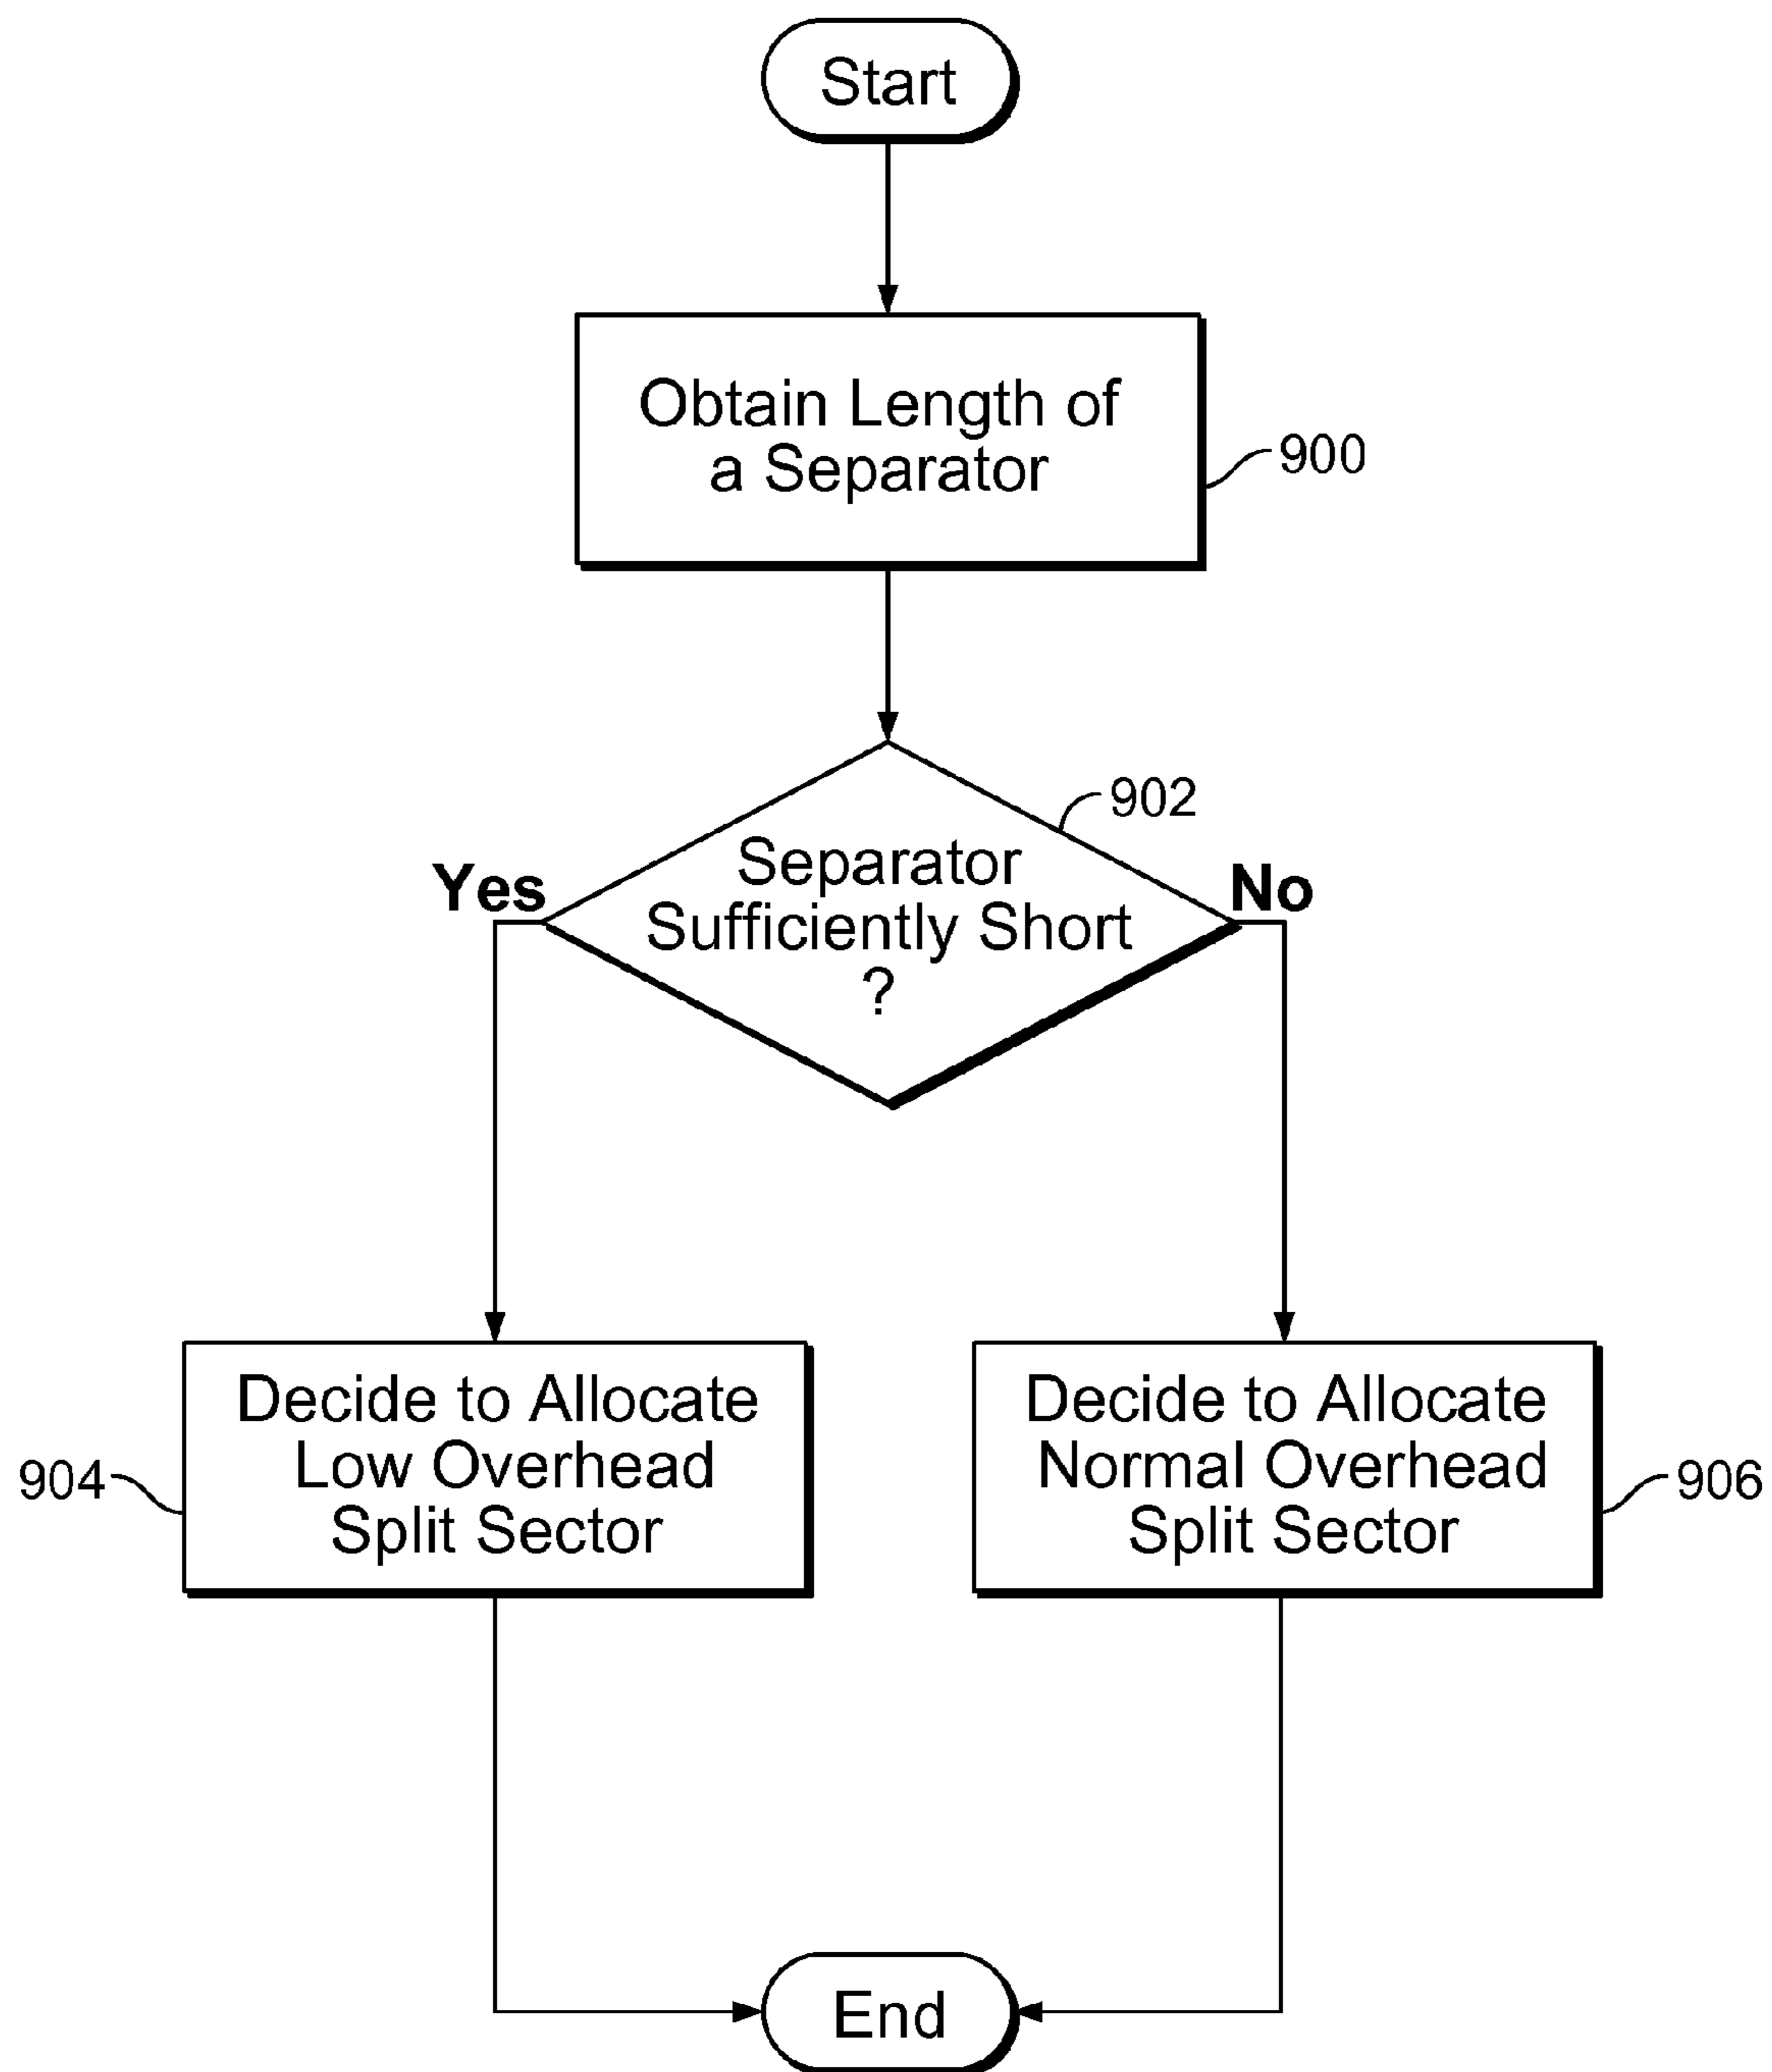 Start
Obtain Length of
a Separator
900
902
Separator
Sufficiently Short
?
Yes
No
Decide to Allocate
Low Overhead
Split Sector
904
Decide to Allocate
Normal Overhead
Split Sector
906
End